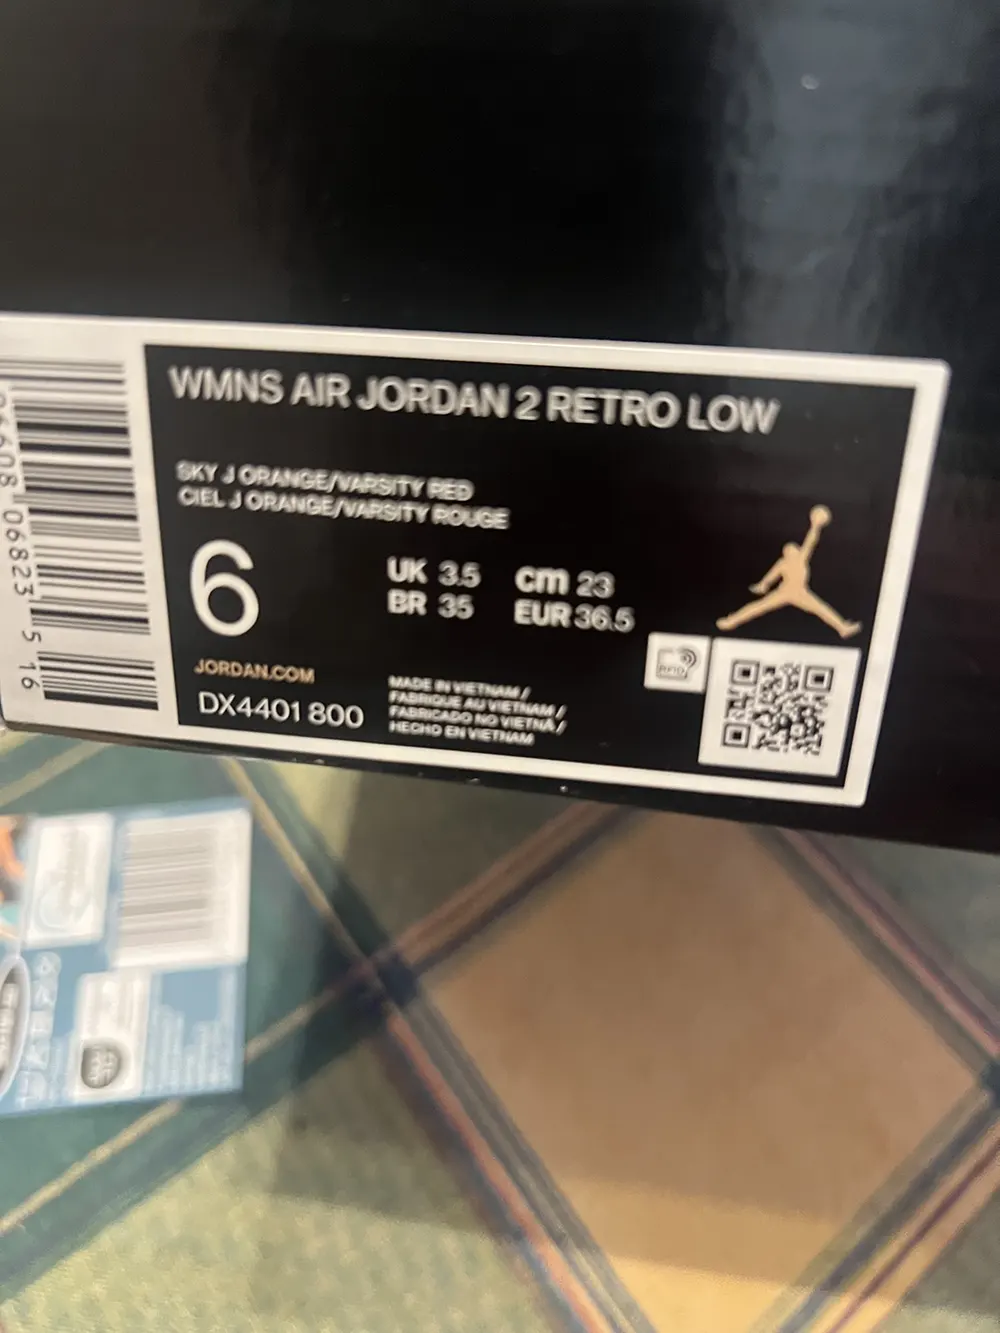 WMNS AIR JORDAN 2 RETRO LOW
SKY J ORANGE/VARSITY RED
CIEL J ORANGE/VARSITY ROUGE
6
UK 3.5 cm 23
BR 35 EUR 36.5
JORDAN.COM
DX4401 800
MADE IN VIETNAM /
FABRIQUE AU VIETNAM /
FABRICADO NO VIETNÃ /
HECHO EN VIETNAM
RFID
06823 5 16